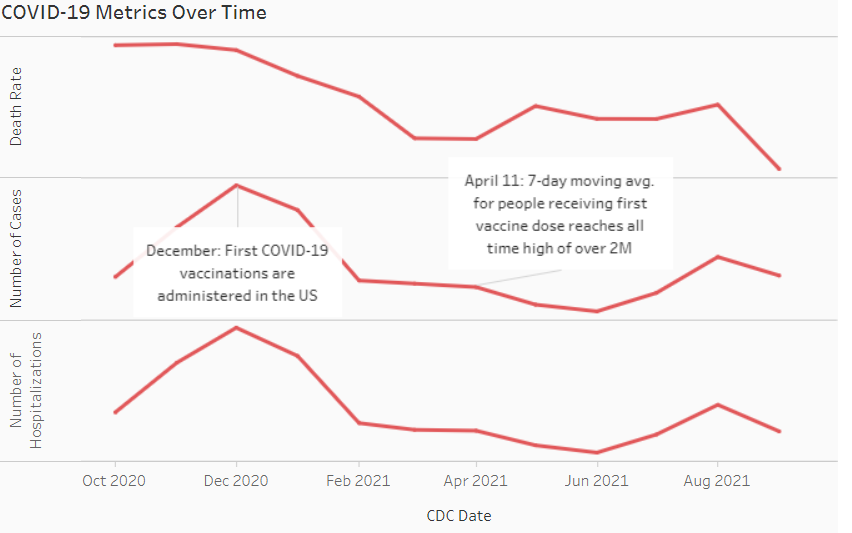 COVID-19 Metrics Over Time
Death Rate
Number of Cases
April 11: 7-day moving avg.
for people receiving first
vaccine dose reaches all
time high of over 2M
December: First COVID-19
vaccinations are
administered in the US
Number of
Hospitalizations
Oct 2020 Dec 2020 Feb 2021 Apr 2021 Jun 2021 Aug 2021
CDC Date